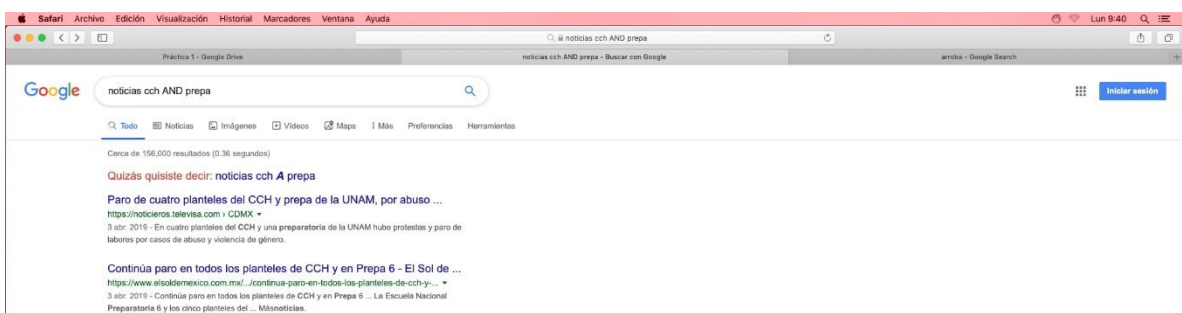 Safari Archivo Edición Visualización Historial Marcadores Ventana Ayuda Lun 9:40
noticias cch AND prepa
Práctica 1 - Google Drive noticias cch AND prepa - Buscar con Google arroba - Google Search
Google noticias cch AND prepa Iniciar sesión
Todo Noticias Imágenes Vídeos Maps Más Preferencias Herramientas
Cerca de 156,000 resultados (0.36 segundos)
Quizás quisiste decir: noticias cch A prepa
Paro de cuatro planteles del CCH y prepa de la UNAM, por abuso ...
https://noticieros.televisa.com › CDMX
3 abr. 2019 - En cuatro planteles del CCH y una preparatoria de la UNAM hubo protestas y paro de
labores por casos de abuso y violencia de género.
Continúa paro en todos los planteles de CCH y en Prepa 6 - El Sol de ...
https://www.elsoldemexico.com.mx/.../continua-paro-en-todos-los-planteles-de-cch-y-...
3 abr. 2019 - Continúa paro en todos los planteles de CCH y en Prepa 6 ... La Escuela Nacional
Preparatoria 6 y los cinco planteles del ... Másnoticias.